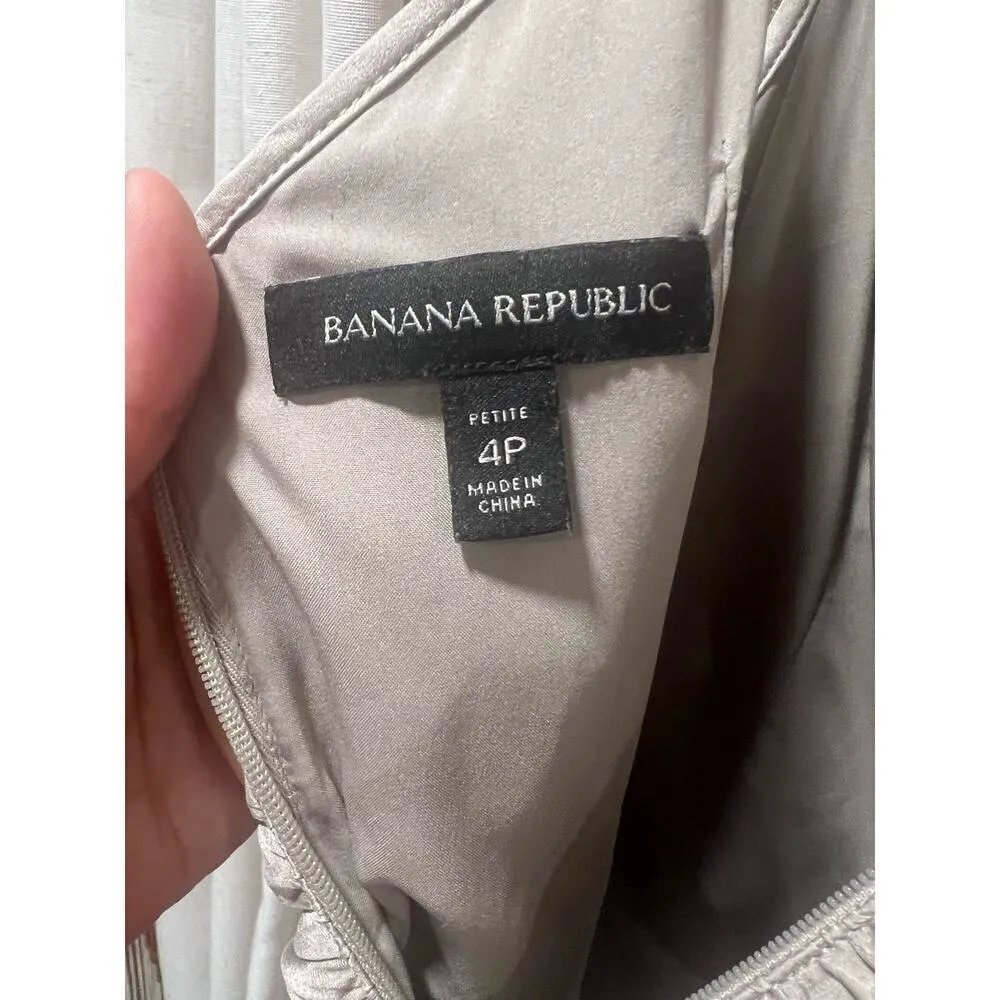 BANANA REPUBLIC
PETITE
4P
MADE IN
CHINA